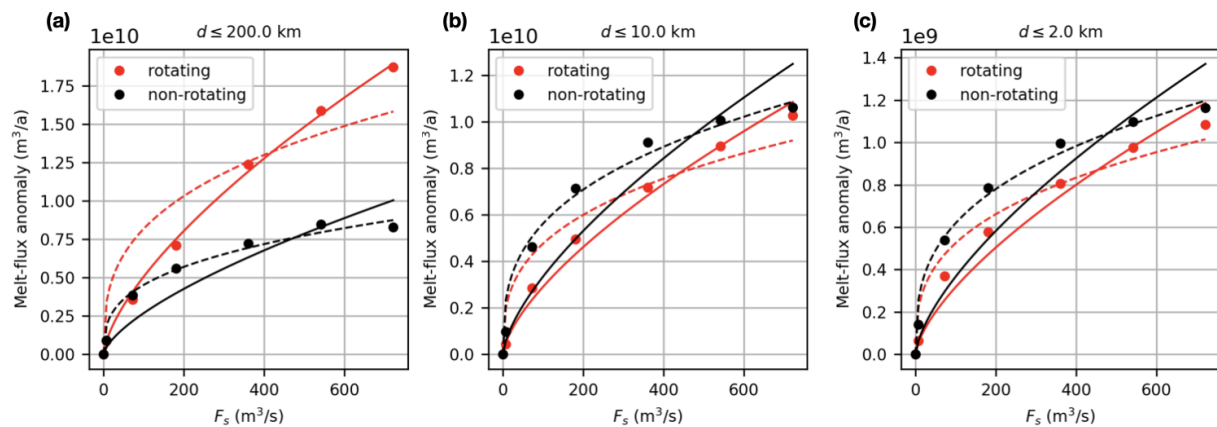 (a)
1e10
d ≤ 200.0 km
rotating
non-rotating
Melt-flux anomaly (m³/a)
1.75
1.50
1.25
1.00
0.75
0.50
0.25
0.00
0 200 400 600
Fₛ (m³/s)
(b)
1e10
d ≤ 10.0 km
rotating
non-rotating
Melt-flux anomaly (m³/a)
1.2
1.0
0.8
0.6
0.4
0.2
0.0
0 200 400 600
Fₛ (m³/s)
(c)
1e9
d ≤ 2.0 km
rotating
non-rotating
Melt-flux anomaly (m³/a)
1.4
1.2
1.0
0.8
0.6
0.4
0.2
0.0
0 200 400 600
Fₛ (m³/s)